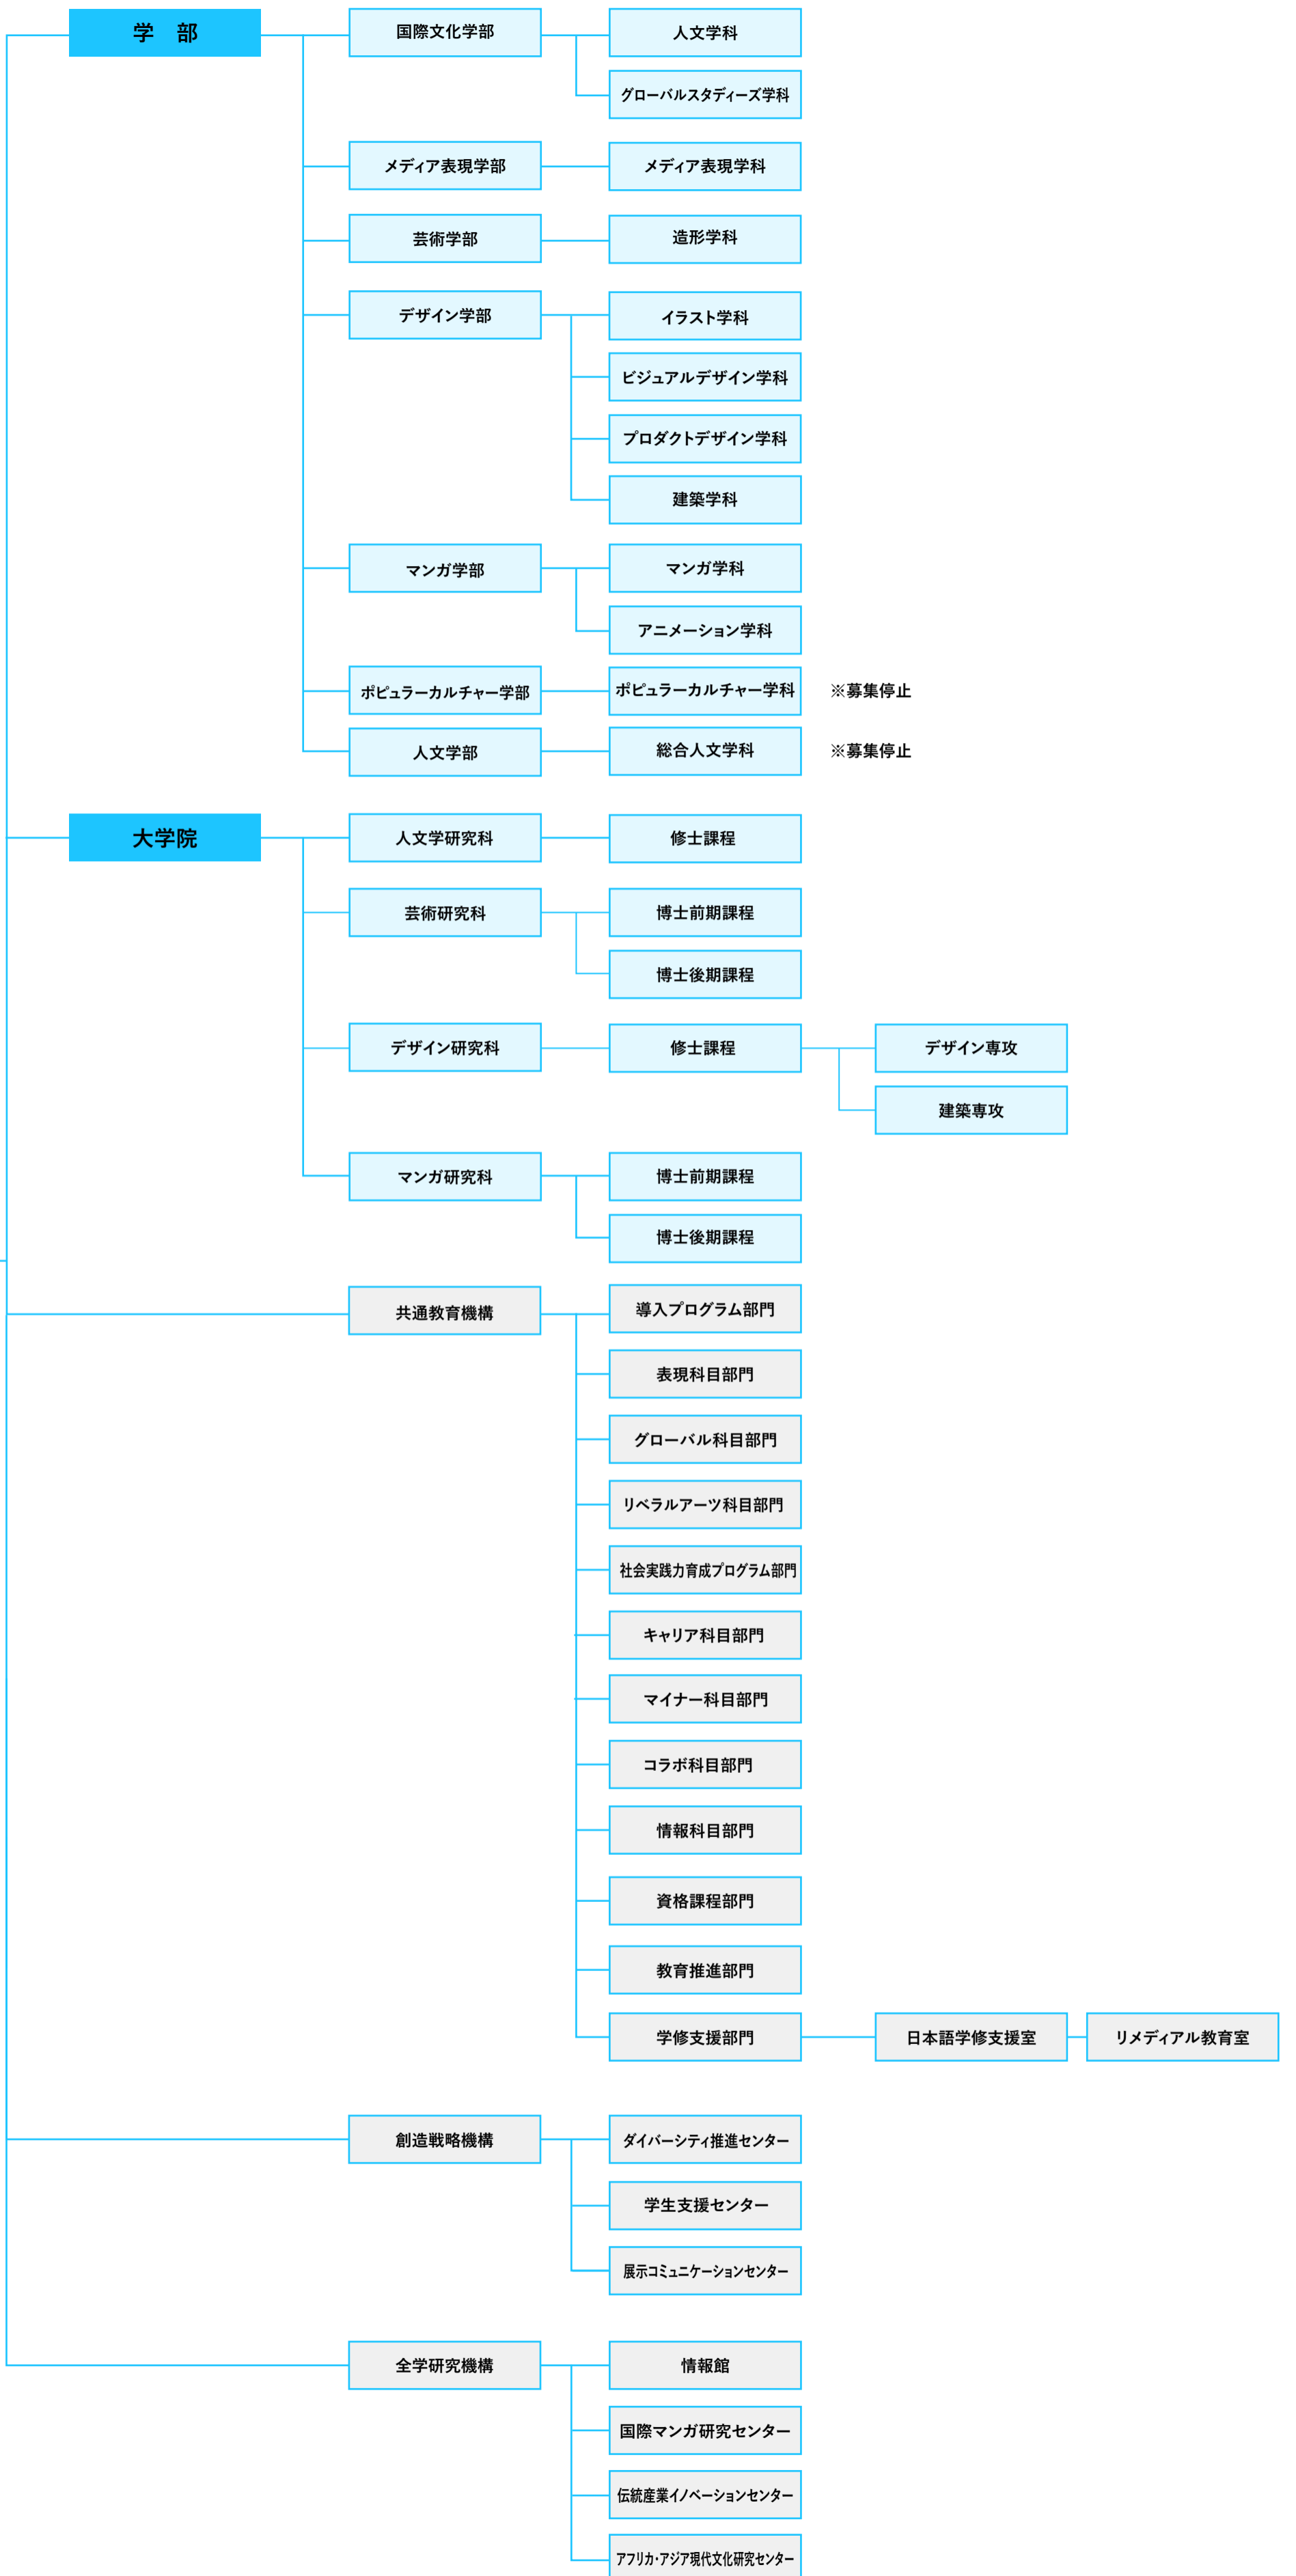 学　部
国際文化学部
人文学科
グローバルスタディーズ学科
メディア表現学部
メディア表現学科
芸術学部
造形学科
デザイン学部
イラスト学科
ビジュアルデザイン学科
プロダクトデザイン学科
建築学科
マンガ学部
マンガ学科
アニメーション学科
ポピュラーカルチャー学部
ポピュラーカルチャー学科
※募集停止
人文学部
総合人文学科
※募集停止
大学院
人文学研究科
修士課程
芸術研究科
博士前期課程
博士後期課程
デザイン研究科
修士課程
デザイン専攻
建築専攻
マンガ研究科
博士前期課程
博士後期課程
共通教育機構
導入プログラム部門
表現科目部門
グローバル科目部門
リベラルアーツ科目部門
社会実践力育成プログラム部門
キャリア科目部門
マイナー科目部門
コラボ科目部門
情報科目部門
資格課程部門
教育推進部門
学修支援部門
日本語学修支援室
リメディアル教育室
創造戦略機構
ダイバーシティ推進センター
学生支援センター
展示コミュニケーションセンター
全学研究機構
情報館
国際マンガ研究センター
伝統産業イノベーションセンター
アフリカ・アジア現代文化研究センター